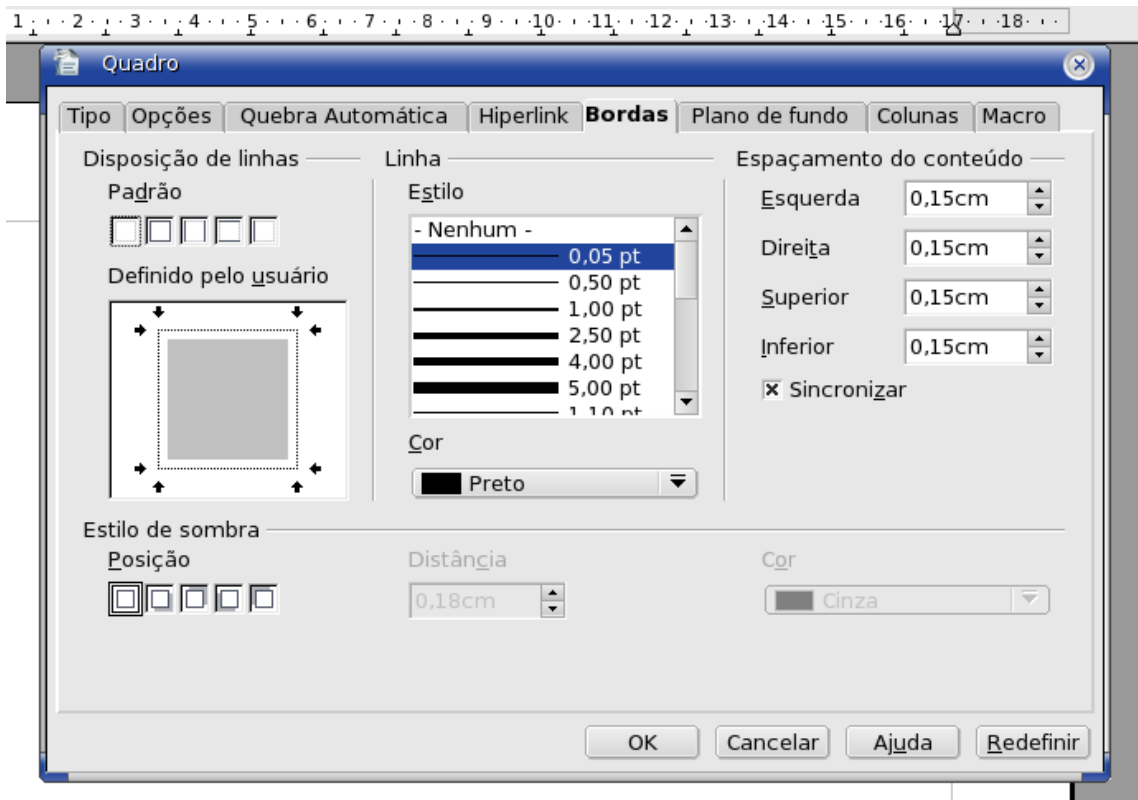 1 2 3 4 5 6 7 8 9 10 11 12 13 14 15 16 17 18
Quadro
Tipo Opções Quebra Automática Hiperlink Bordas Plano de fundo Colunas Macro
Disposição de linhas Linha Espaçamento do conteúdo
Padrão Estilo Esquerda 0,15cm
- Nenhum -
0,05 pt Direita 0,15cm
Definido pelo usuário 0,50 pt
1,00 pt Superior 0,15cm
2,50 pt
4,00 pt Inferior 0,15cm
5,00 pt Sincronizar
1,10 pt
Cor
Preto
Estilo de sombra
Posição Distância Cor
0,18cm Cinza
OK Cancelar Ajuda Redefinir